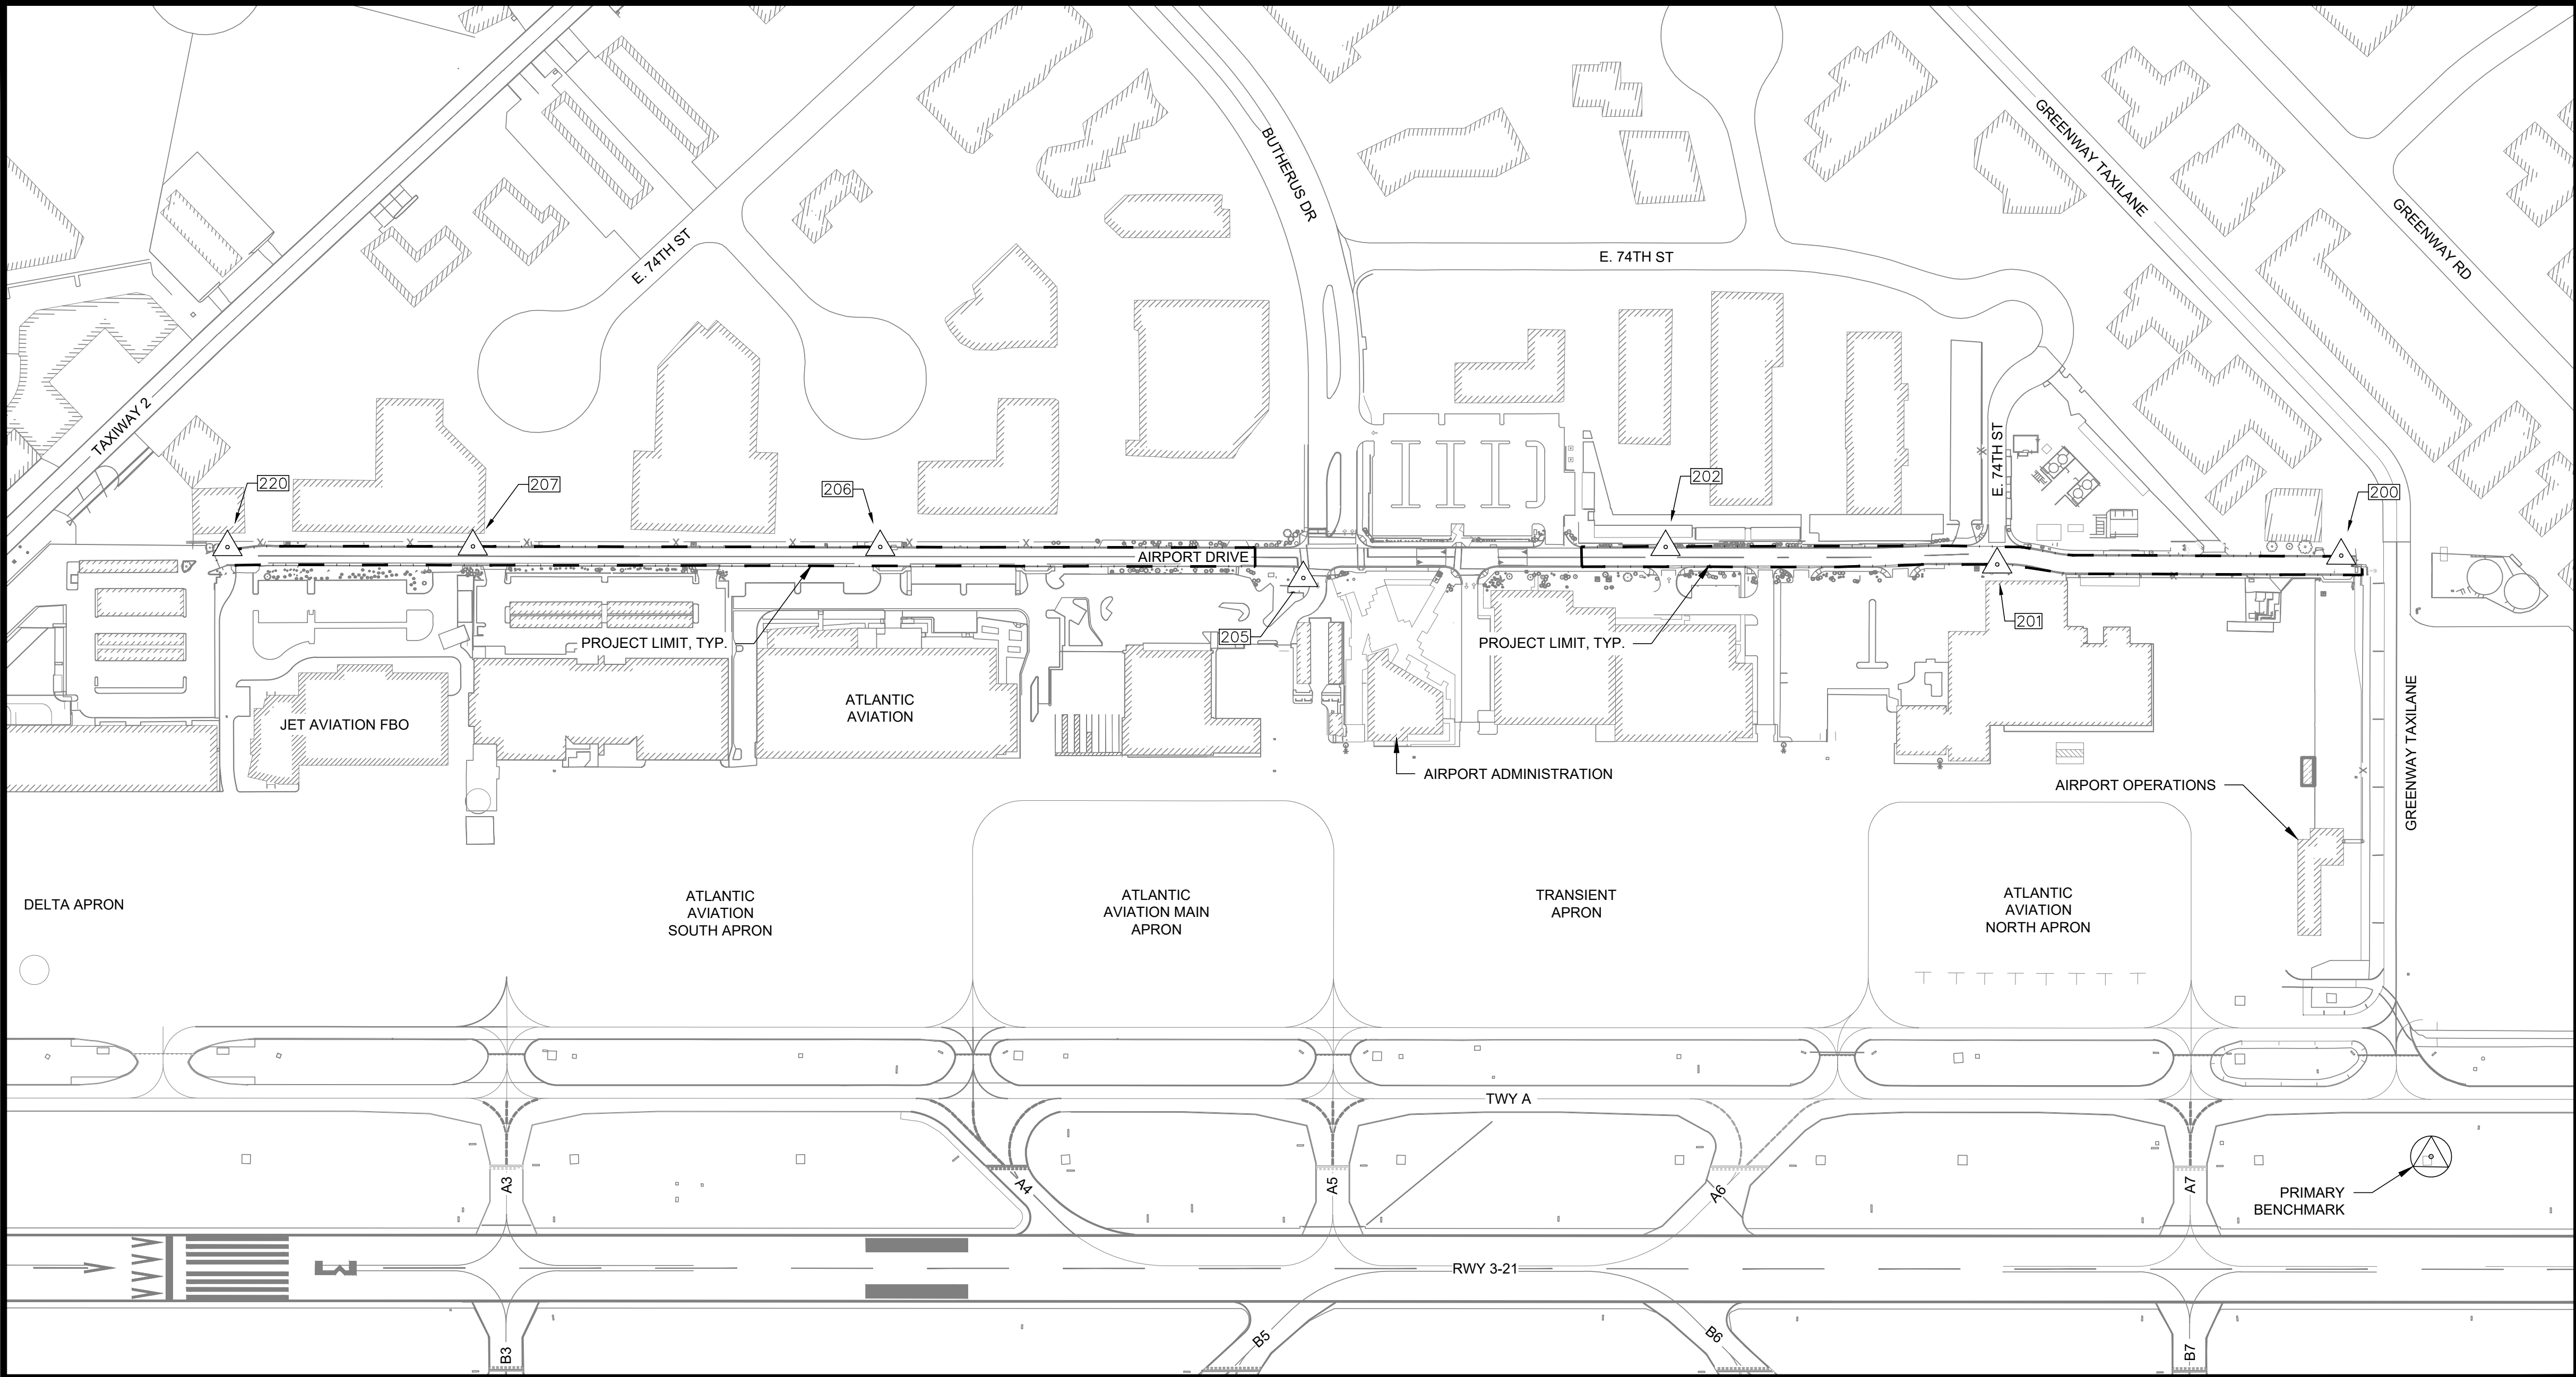 GREENWAY TAXILANE
BUTHERUS DR
GREENWAY RD
E. 74TH ST
E. 74TH ST
TAXIWAY 2
E. 74TH ST
220
207
206
202
200
AIRPORT DRIVE
205
201
PROJECT LIMIT, TYP.
PROJECT LIMIT, TYP.
JET AVIATION FBO
ATLANTIC
AVIATION
GREENWAY TAXILANE
AIRPORT ADMINISTRATION
AIRPORT OPERATIONS
DELTA APRON
ATLANTIC
AVIATION
SOUTH APRON
ATLANTIC
AVIATION MAIN
APRON
TRANSIENT
APRON
ATLANTIC
AVIATION
NORTH APRON
TWY A
A3
A4
A5
A6
A7
PRIMARY
BENCHMARK
3
RWY 3-21
B3
B5
B6
B7